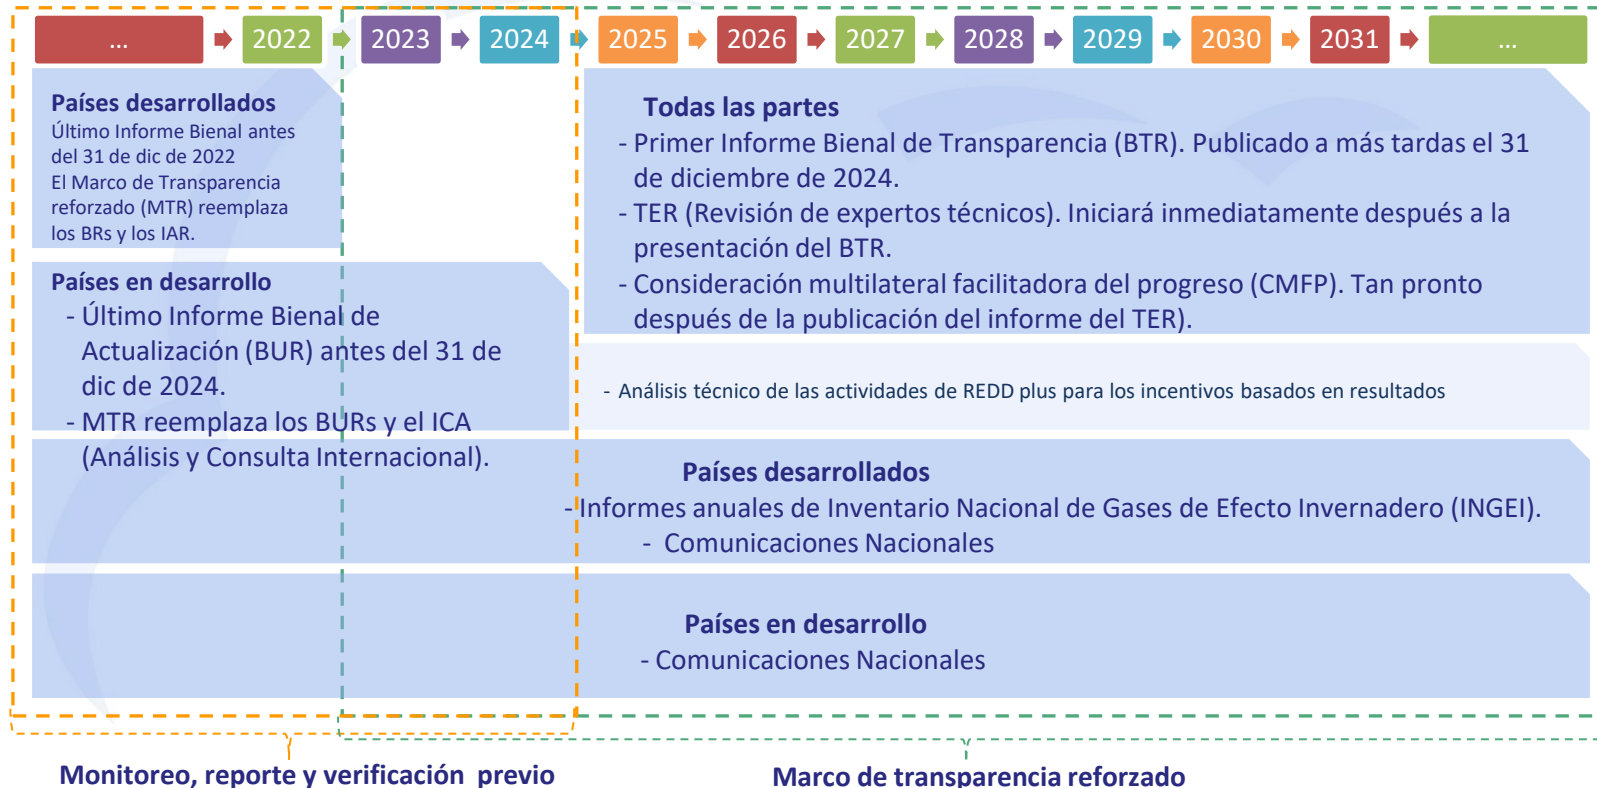 ...
2022
2023
2024
2025
2026
2027
2028
2029
2030
2031
...
Países desarrollados
Último Informe Bienal antes
del 31 de dic de 2022
El Marco de Transparencia
reforzado (MTR) reemplaza
los BRs y los IAR.
Países en desarrollo
- Último Informe Bienal de
Actualización (BUR) antes del 31 de
dic de 2024.
- MTR reemplaza los BURs y el ICA
(Análisis y Consulta Internacional).
Todas las partes
- Primer Informe Bienal de Transparencia (BTR). Publicado a más tardas el 31
de diciembre de 2024.
- TER (Revisión de expertos técnicos). Iniciará inmediatamente después a la
presentación del BTR.
- Consideración multilateral facilitadora del progreso (CMFP). Tan pronto
después de la publicación del informe del TER).
- Análisis técnico de las actividades de REDD plus para los incentivos basados en resultados
Países desarrollados
- Informes anuales de Inventario Nacional de Gases de Efecto Invernadero (INGEI).
- Comunicaciones Nacionales
Países en desarrollo
- Comunicaciones Nacionales
Monitoreo, reporte y verificación previo
Marco de transparencia reforzado